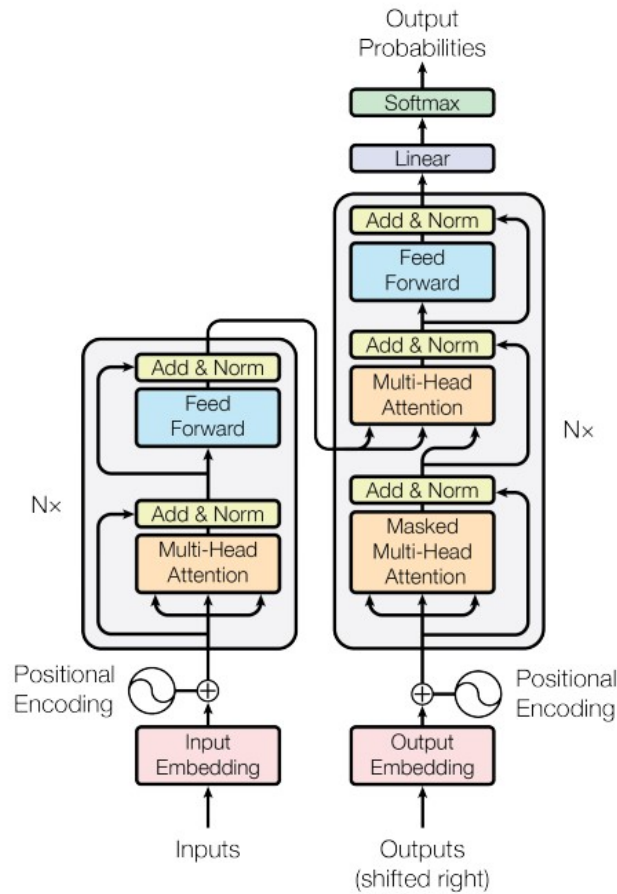 Output
Probabilities
Softmax
Linear
Add & Norm
Feed
Forward
Add & Norm
Multi-Head
Attention
Nx
Add & Norm
Masked
Multi-Head
Attention
Add & Norm
Feed
Forward
Nx
Add & Norm
Multi-Head
Attention
Positional
Encoding
Positional
Encoding
Input
Embedding
Output
Embedding
Inputs
Outputs
(shifted right)